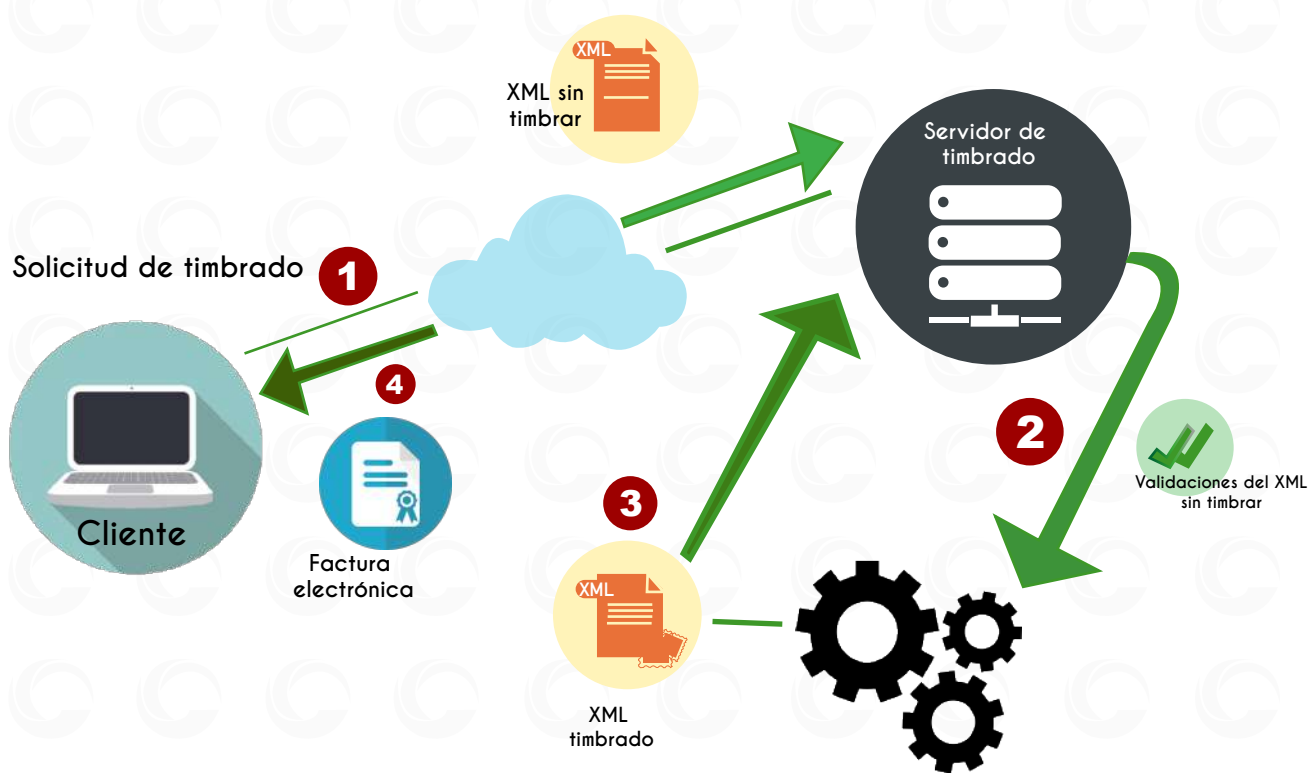 XML
XML sin
timbrar
Servidor de
timbrado
Solicitud de timbrado
1
4
Cliente
Factura
electrónica
2
Validaciones del XML
sin timbrar
3
XML
XML
timbrado